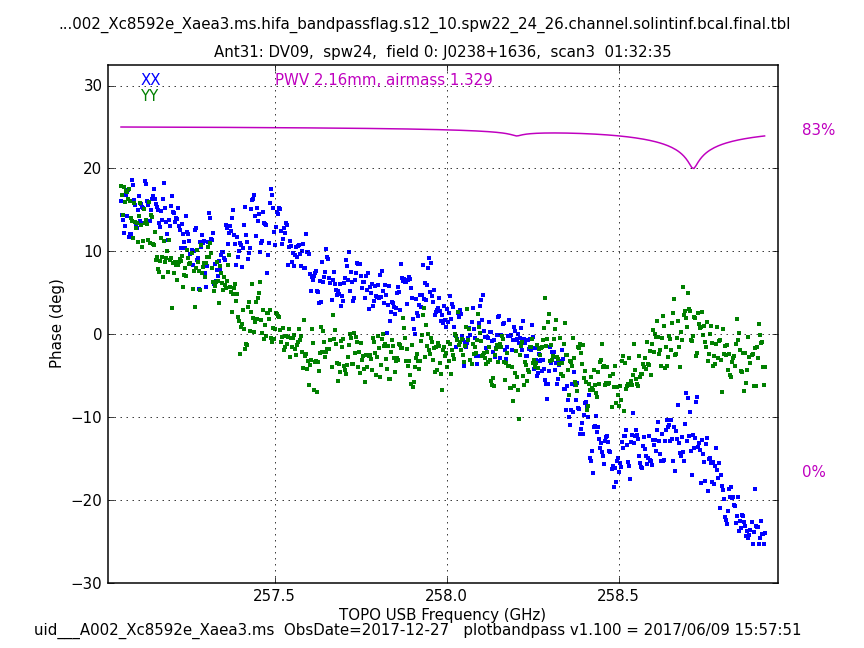 ...002_Xc8592e_Xaea3.ms.hifa_bandpassflag.s12_10.spw22_24_26.channel.solintinf.bcal.final.tbl
Ant31: DV09,  spw24,  field 0: J0238+1636,  scan3  01:32:35
XX
PWV 2.16mm, airmass 1.329
YY
30
83%
20
10
0
Phase (deg)
−10
0%
−20
−30
257.5
258.0
258.5
TOPO USB Frequency (GHz)
uid___A002_Xc8592e_Xaea3.ms  ObsDate=2017-12-27   plotbandpass v1.100 = 2017/06/09 15:57:51